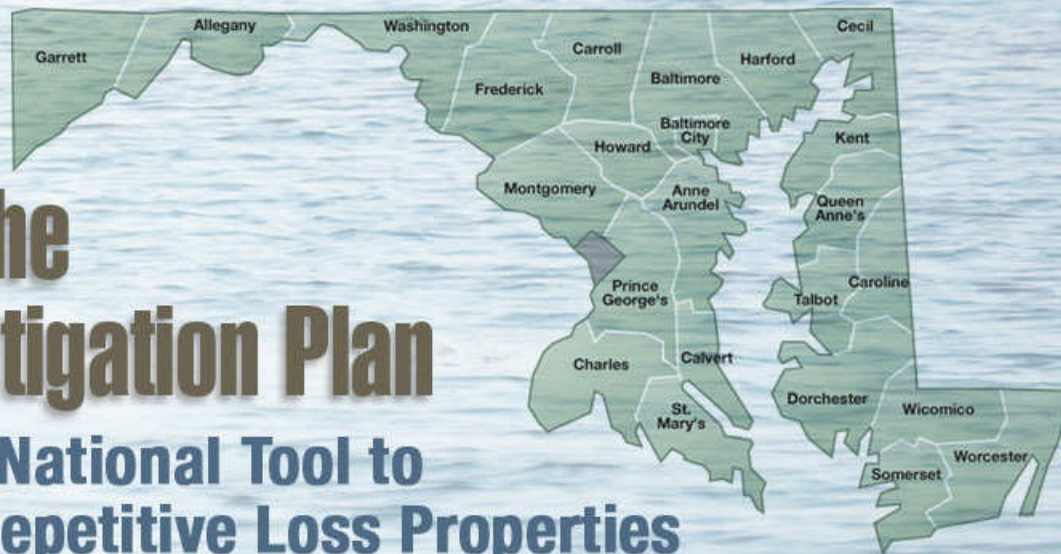 Garrett
Allegany
Washington
Frederick
Carroll
Baltimore
Harford
Cecil
Baltimore
City
Howard
Kent
Montgomery
Anne
Arundel
Queen
Anne's
Prince
George's
Talbot
Caroline
Charles
Calvert
St.
Mary's
Dorchester
Wicomico
Somerset
Worcester
he
tigation Plan
National Tool to
epetitive Loss Properties